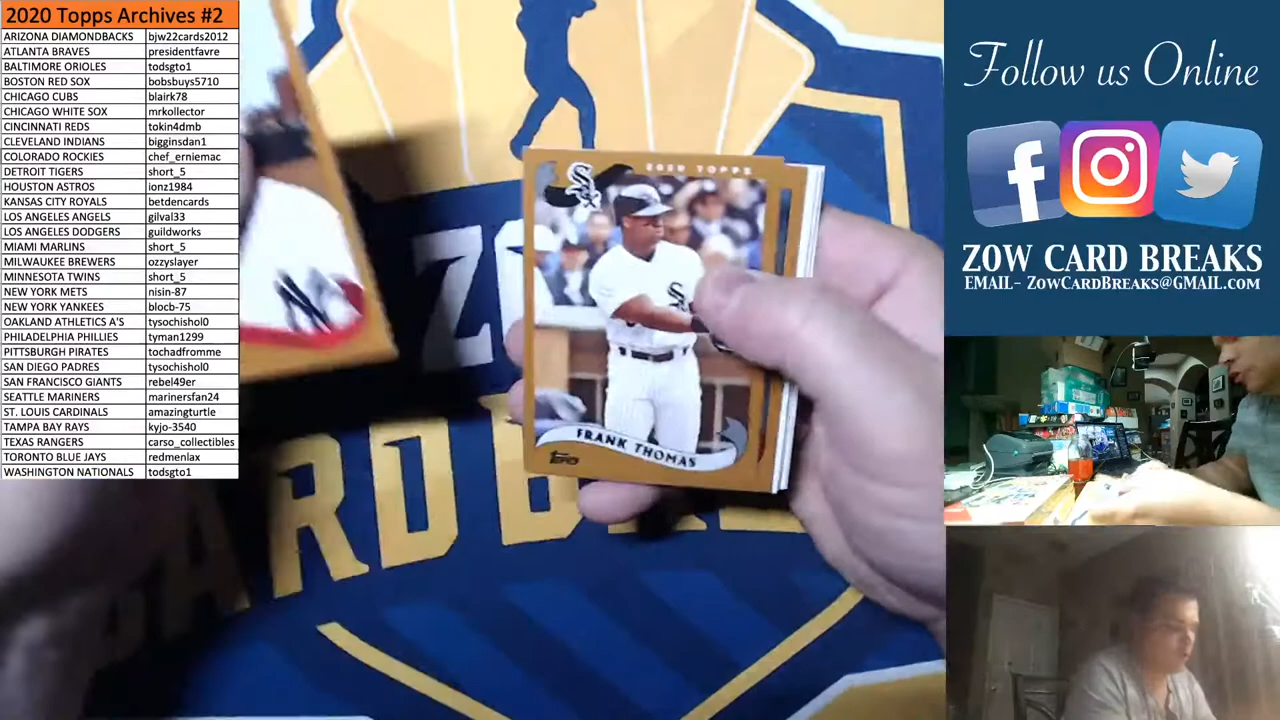 2020 Topps Archives #2
ARIZONA DIAMONDBACKS bjw22cards2012
ATLANTA BRAVES presidentfavre
BALTIMORE ORIOLES todsgto1
BOSTON RED SOX bobsbuys5710
CHICAGO CUBS blairk78
CHICAGO WHITE SOX mrkollector
CINCINNATI REDS tokin4dmb
CLEVELAND INDIANS bigginsdan1
COLORADO ROCKIES chef_erniemac
DETROIT TIGERS short_5
HOUSTON ASTROS ionz1984
KANSAS CITY ROYALS betdencards
LOS ANGELES ANGELS gilval33
LOS ANGELES DODGERS guildworks
MIAMI MARLINS short_5
MILWAUKEE BREWERS ozzyslayer
MINNESOTA TWINS short_5
NEW YORK METS nisin-87
NEW YORK YANKEES blocb-75
OAKLAND ATHLETICS A'S tysochishol0
PHILADELPHIA PHILLIES tyman1299
PITTSBURGH PIRATES tochadfromme
SAN DIEGO PADRES tysochishol0
SAN FRANCISCO GIANTS rebel49er
SEATTLE MARINERS marinersfan24
ST. LOUIS CARDINALS amazingturtle
TAMPA BAY RAYS kyjo-3540
TEXAS RANGERS carso_collectibles
TORONTO BLUE JAYS redmenlax
WASHINGTON NATIONALS todsgto1
2020 TOPPS
Sox
Sox
FRANK THOMAS
Topps
Follow us Online
ZOW CARD BREAKS
EMAIL- ZowCardBreaks@GMAIL.com